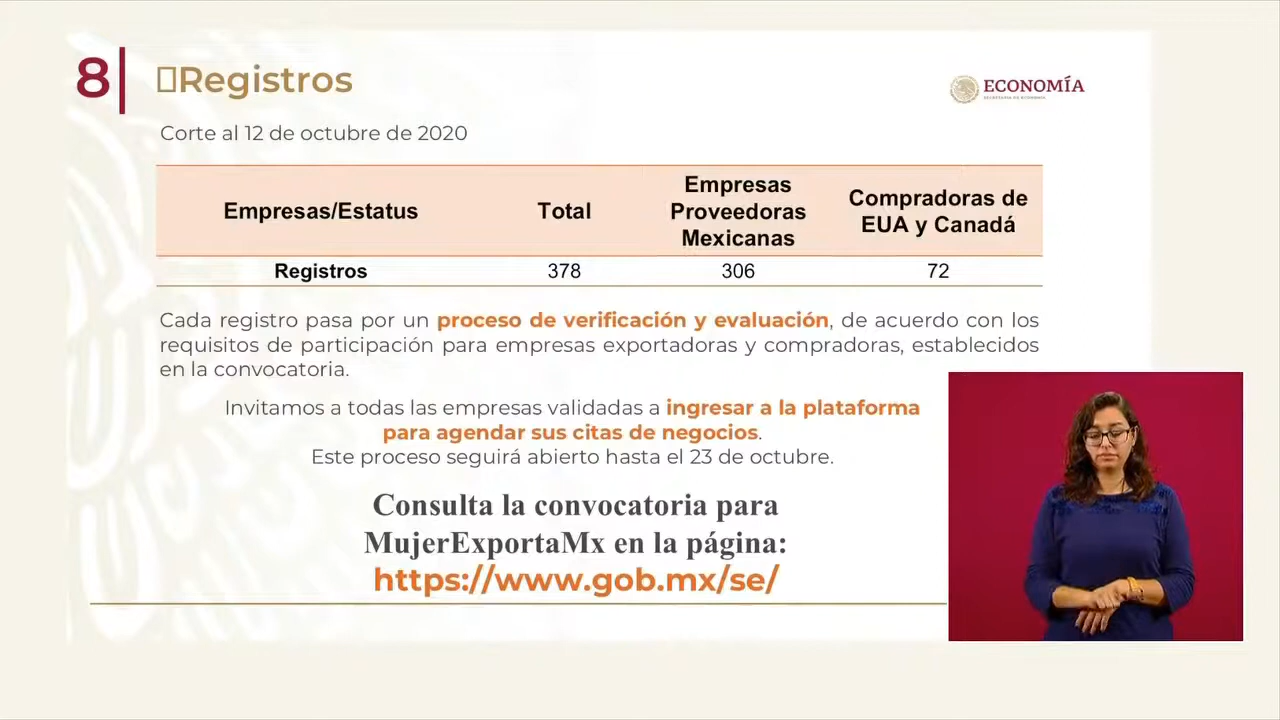 8
Registros
ECONOMÍA
SECRETARÍA DE ECONOMÍA
Corte al 12 de octubre de 2020
Empresas/Estatus Total Empresas Proveedoras Mexicanas Compradoras de EUA y Canadá
Registros 378 306 72
Cada registro pasa por un proceso de verificación y evaluación, de acuerdo con los
requisitos de participación para empresas exportadoras y compradoras, establecidos
en la convocatoria.
Invitamos a todas las empresas validadas a ingresar a la plataforma
para agendar sus citas de negocios.
Este proceso seguirá abierto hasta el 23 de octubre.
Consulta la convocatoria para
MujerExportaMx en la página:
https://www.gob.mx/se/